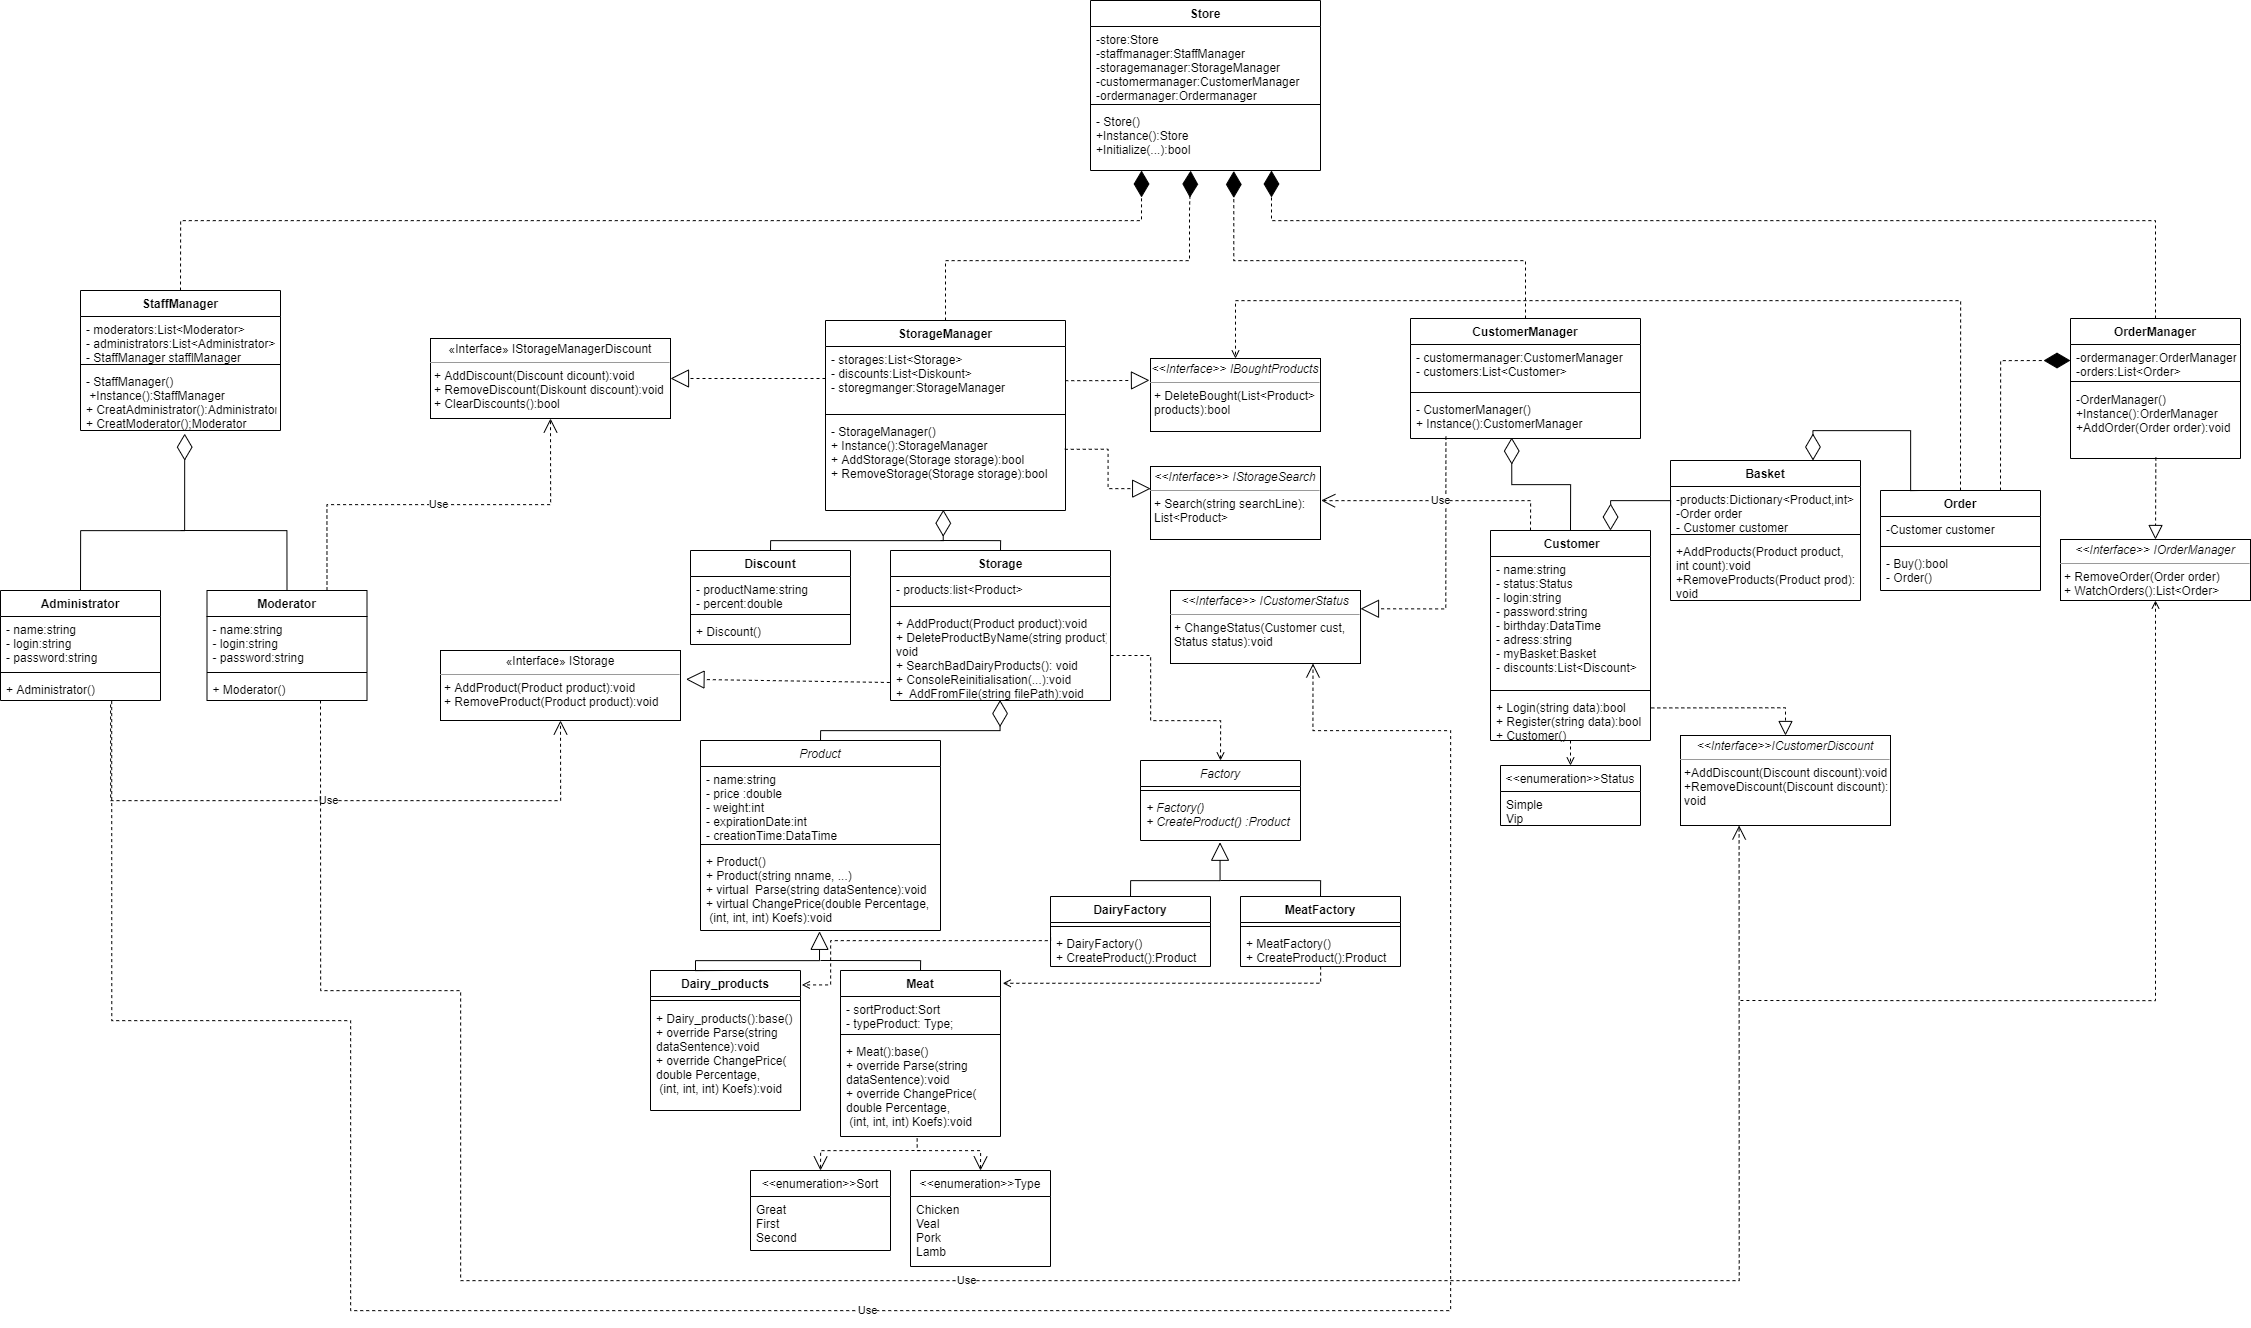 Store
-store:Store
-staffmanager:StaffManager
-storagemanager:StorageManager
-customermanager:CustomerManager
-ordermanager:Ordermanager
- Store()
+Instance():Store
+Initialize(...):bool
StaffManager
- moderators:List<Moderator>
- administrators:List<Administrator>
- StaffManager stafflManager
- StaffManager()
+Instance():StaffManager
+ CreatAdministrator():Administrator
+ CreatModerator();Moderator
«Interface» IStorageManagerDiscount
+ AddDiscount(Discount dicount):void
+ RemoveDiscount(Diskount discount):void
+ ClearDiscounts():bool
StorageManager
- storages:List<Storage>
- discounts:List<Diskount>
- storegmanger:StorageManager
- StorageManager()
+ Instance():StorageManager
+ AddStorage(Storage storage):bool
+ RemoveStorage(Storage storage):bool
<<Interface>> IBoughtProducts
+ DeleteBought(List<Product>
products):bool
<<Interface>> IStorageSearch
+ Search(string searchLine):
List<Product>
CustomerManager
- customermanager:CustomerManager
- customers:List<Customer>
- CustomerManager()
+ Instance():CustomerManager
OrderManager
-ordermanager:OrderManager
-orders:List<Order>
-OrderManager()
+Instance():OrderManager
+AddOrder(Order order):void
Basket
-products:Dictionary<Product,int>
-Order order
- Customer customer
+AddProducts(Product product,
int count):void
+RemoveProducts(Product prod):
void
Order
-Customer customer
- Buy():bool
- Order()
<<Interface>> IOrderManager
+ RemoveOrder(Order order)
+ WatchOrders():List<Order>
Use
Use
Administrator
- name:string
- login:string
- password:string
+ Administrator()
Moderator
- name:string
- login:string
- password:string
+ Moderator()
Discount
- productName:string
- percent:double
+ Discount()
Storage
- products:list<Product>
+ AddProduct(Product product):void
+ DeleteProductByName(string product)
void
+ SearchBadDairyProducts(): void
+ ConsoleReinitialisation(...):void
+ AddFromFile(string filePath):void
<<Interface>> ICustomerStatus
+ ChangeStatus(Customer cust,
Status status):void
Customer
- name:string
- status:Status
- login:string
- password:string
- birthday:DataTime
- adress:string
- myBasket:Basket
- discounts:List<Discount>
+ Login(string data):bool
+ Register(string data):bool
+ Customer()
«Interface» IStorage
+ AddProduct(Product product):void
+ RemoveProduct(Product product):void
Use
Product
- name:string
- price :double
- weight:int
- expirationDate:int
- creationTime:DataTime
+ Product()
+ Product(string nname, ...)
+ virtual  Parse(string dataSentence):void
+ virtual ChangePrice(double Percentage,
(int, int, int) Koefs):void
Factory
+ Factory()
+ CreateProduct() :Product
<<enumeration>>Status
Simple
Vip
<<Interface>>ICustomerDiscount
+AddDiscount(Discount discount):void
+RemoveDiscount(Discount discount):
void
DairyFactory
+ DairyFactory()
+ CreateProduct():Product
MeatFactory
+ MeatFactory()
+ CreateProduct():Product
Dairy_products
+ Dairy_products():base()
+ override Parse(string
dataSentence):void
+ override ChangePrice(
double Percentage,
(int, int, int) Koefs):void
Meat
- sortProduct:Sort
- typeProduct: Type;
+ Meat():base()
+ override Parse(string
dataSentence):void
+ override ChangePrice(
double Percentage,
(int, int, int) Koefs):void
<<enumeration>>Sort
Great
First
Second
<<enumeration>>Type
Chicken
Veal
Pork
Lamb
Use
Use